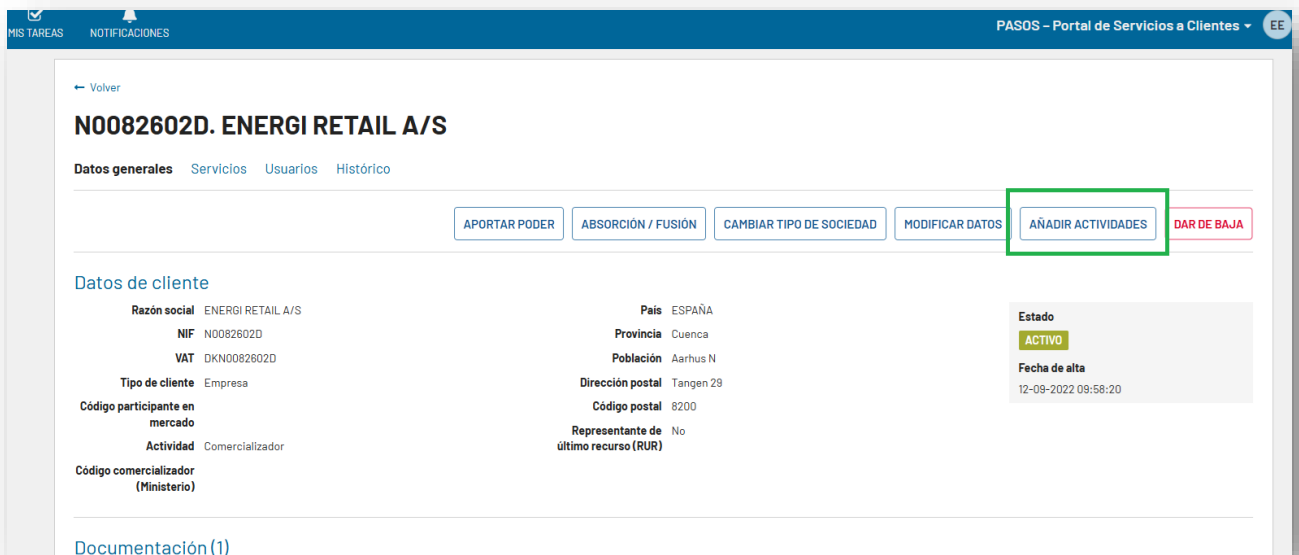 MIS TAREAS
NOTIFICACIONES
PASOS – Portal de Servicios a Clientes
EE
← Volver
N0082602D. ENERGI RETAIL A/S
Datos generales Servicios Usuarios Histórico
APORTAR PODER
ABSORCIÓN / FUSIÓN
CAMBIAR TIPO DE SOCIEDAD
MODIFICAR DATOS
AÑADIR ACTIVIDADES
DAR DE BAJA
Datos de cliente
Razón social ENERGI RETAIL A/S
NIF N0082602D
VAT DKN0082602D
Tipo de cliente Empresa
Código participante en
mercado
Actividad Comercializador
Código comercializador
(Ministerio)
País ESPAÑA
Provincia Cuenca
Población Aarhus N
Dirección postal Tangen 29
Código postal 8200
Representante de No
último recurso (RUR)
Estado
ACTIVO
Fecha de alta
12-09-2022 09:58:20
Documentación (1)